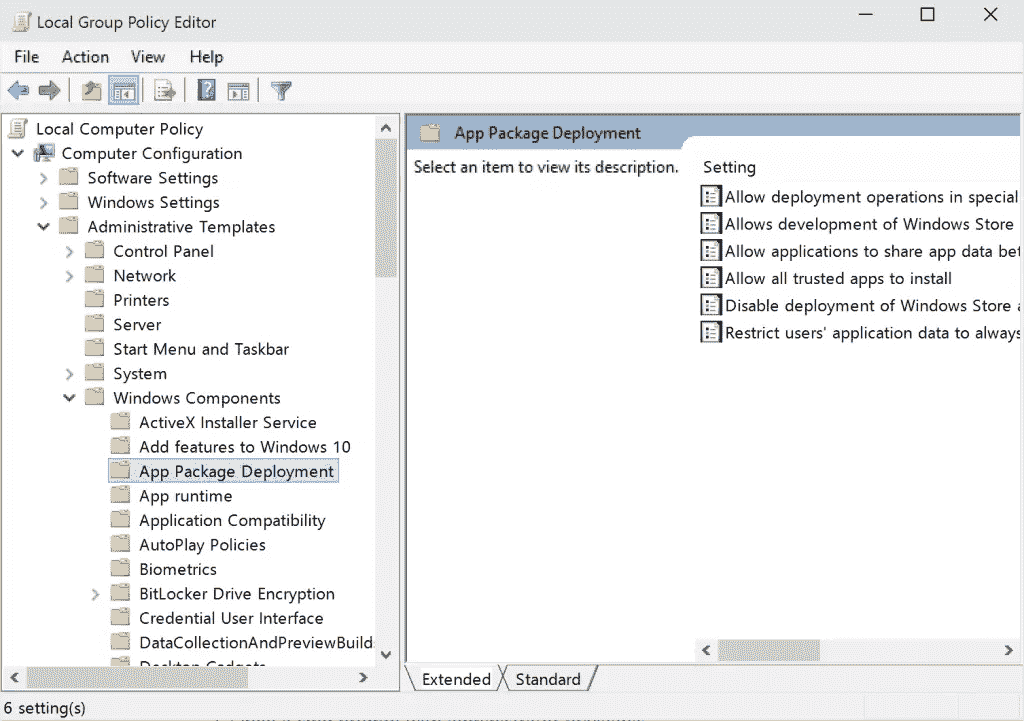 Local Group Policy Editor
File Action View Help
Local Computer Policy
Computer Configuration
Software Settings
Windows Settings
Administrative Templates
Control Panel
Network
Printers
Server
Start Menu and Taskbar
System
Windows Components
ActiveX Installer Service
Add features to Windows 10
App Package Deployment
App runtime
Application Compatibility
AutoPlay Policies
Biometrics
BitLocker Drive Encryption
Credential User Interface
DataCollectionAndPreviewBuild
Desktop Gadgets
App Package Deployment
Select an item to view its description.
Setting
Allow deployment operations in special
Allows development of Windows Store
Allow applications to share app data bet
Allow all trusted apps to install
Disable deployment of Windows Store a
Restrict users' application data to always
Extended Standard
6 setting(s)